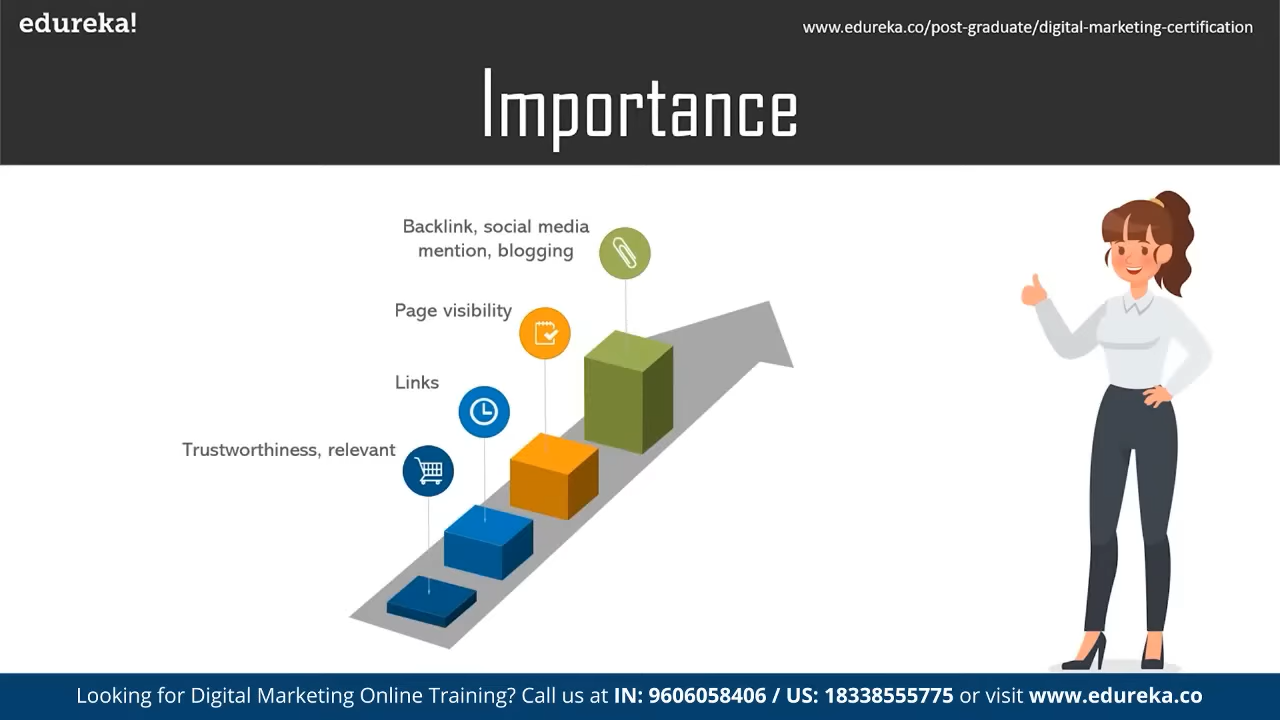 edureka!
www.edureka.co/post-graduate/digital-marketing-certification
Importance
Backlink, social media
mention, blogging
Page visibility
Links
Trustworthiness, relevant
Looking for Digital Marketing Online Training? Call us at IN: 9606058406 / US: 18338555775 or visit www.edureka.co